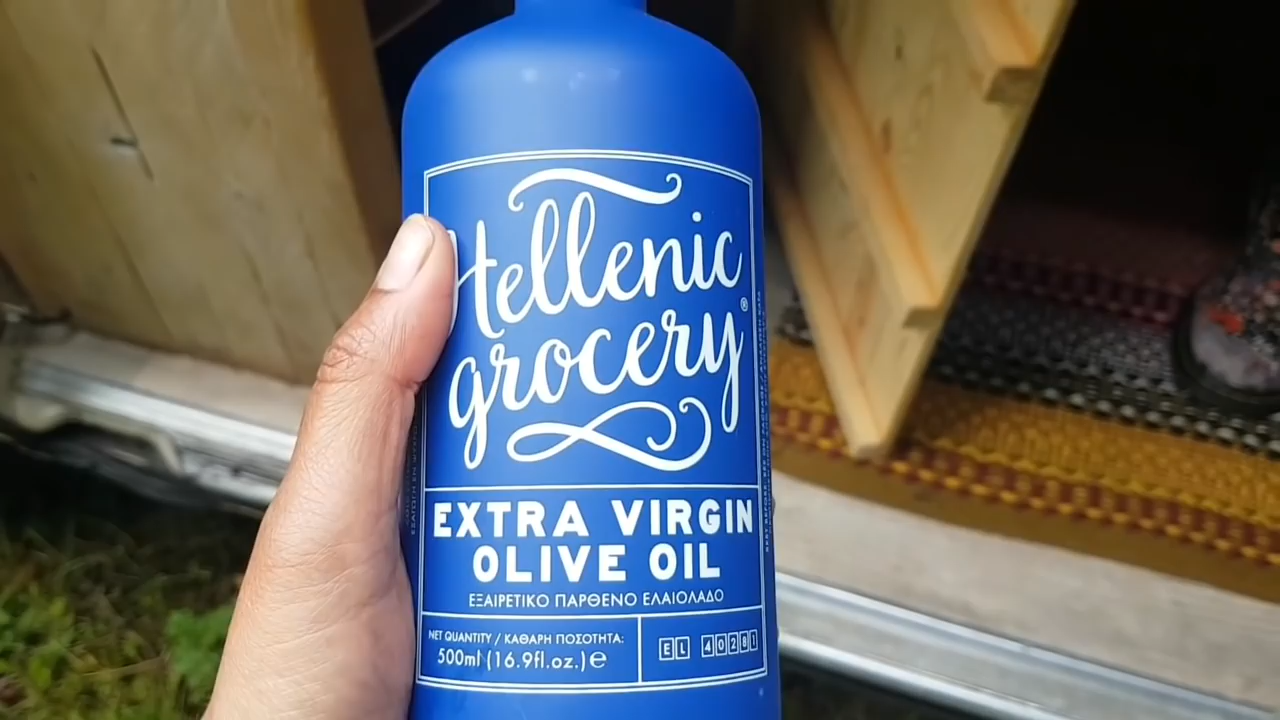 Hellenic
grocery®
EXTRA VIRGIN
OLIVE OIL
ΕΞΑΙΡΕΤΙΚΟ ΠΑΡΘΕΝΟ ΕΛΑΙΟΛΑΔΟ
NET QUANTITY / ΚΑΘΑΡΗ ΠΟΣΟΤΗΤΑ:
500ml (16.9fl.oz.) ℮
EL 40281